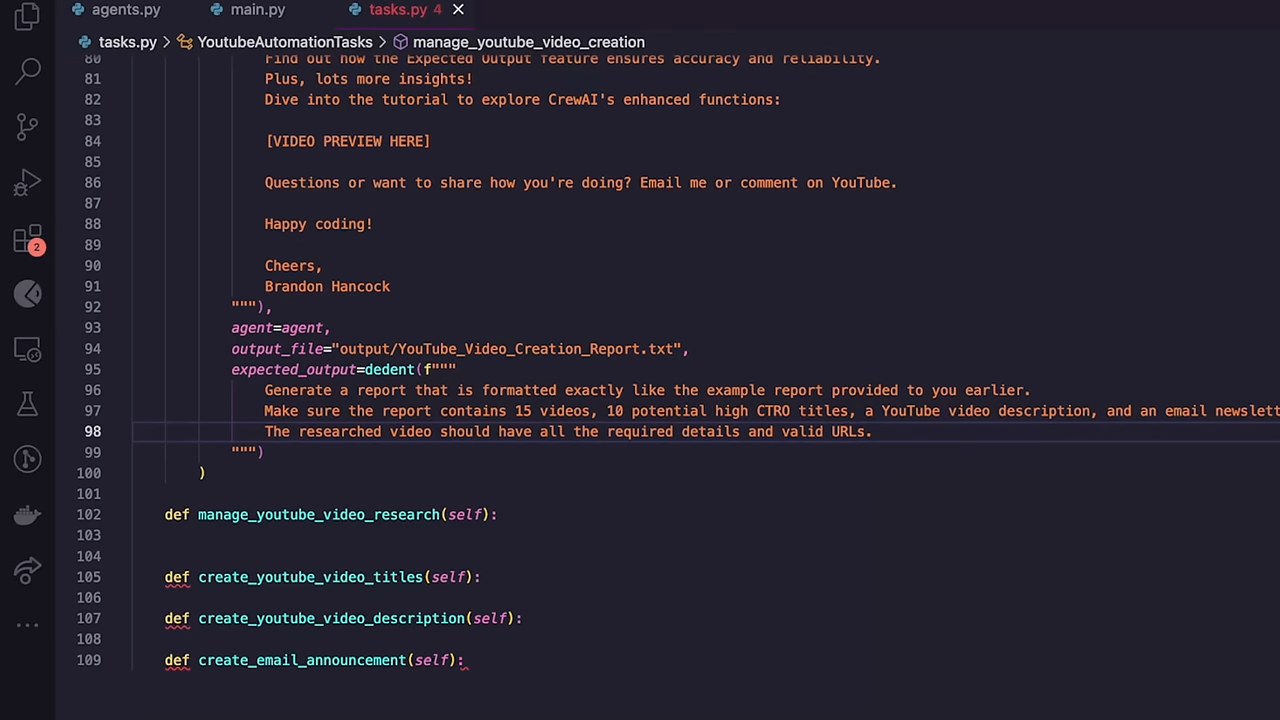 agents.py main.py tasks.py 4
tasks.py > YoutubeAutomationTasks > manage_youtube_video_creation
80 Find out how the Expected Output feature ensures accuracy and reliability.
81 Plus, lots more insights!
82 Dive into the tutorial to explore CrewAI's enhanced functions:
83
84 [VIDEO PREVIEW HERE]
85
86 Questions or want to share how you're doing? Email me or comment on YouTube.
87
88 Happy coding!
89
90 Cheers,
91 Brandon Hancock
92 """),
93 agent=agent,
94 output_file="output/YouTube_Video_Creation_Report.txt",
95 expected_output=dedent(f"""
96 Generate a report that is formatted exactly like the example report provided to you earlier.
97 Make sure the report contains 15 videos, 10 potential high CTRO titles, a YouTube video description, and an email newslett
98 The researched video should have all the required details and valid URLs.
99 """)
100 )
101
102 def manage_youtube_video_research(self):
103
104
105 def create_youtube_video_titles(self):
106
107 def create_youtube_video_description(self):
108
109 def create_email_announcement(self):
2